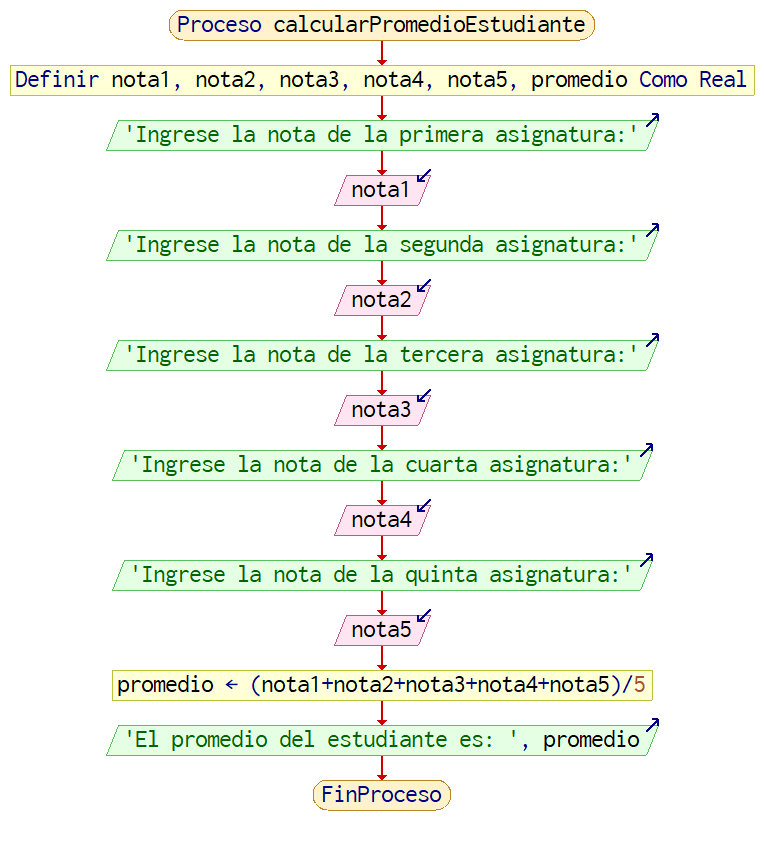 Proceso calcularPromedioEstudiante
Definir nota1, nota2, nota3, nota4, nota5, promedio Como Real
'Ingrese la nota de la primera asignatura:'
nota1
'Ingrese la nota de la segunda asignatura:'
nota2
'Ingrese la nota de la tercera asignatura:'
nota3
'Ingrese la nota de la cuarta asignatura:'
nota4
'Ingrese la nota de la quinta asignatura:'
nota5
promedio ← (nota1+nota2+nota3+nota4+nota5)/5
'El promedio del estudiante es: ', promedio
FinProceso